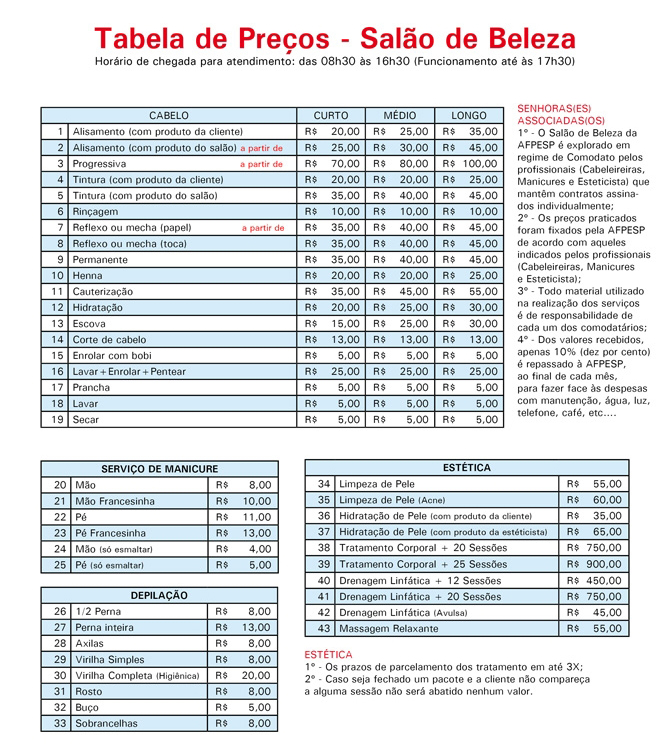 Tabela de Preços - Salão de Beleza
Horário de chegada para atendimento: das 08h30 às 16h30 (Funcionamento até às 17h30)
CABELO CURTO MÉDIO LONGO
1 Alisamento (com produto da cliente) R$ 20,00 R$ 25,00 R$ 35,00
2 Alisamento (com produto do salão) a partir de R$ 25,00 R$ 30,00 R$ 45,00
3 Progressiva a partir de R$ 70,00 R$ 80,00 R$ 100,00
4 Tintura (com produto da cliente) R$ 20,00 R$ 20,00 R$ 25,00
5 Tintura (com produto do salão) R$ 35,00 R$ 40,00 R$ 45,00
6 Rinçagem R$ 10,00 R$ 10,00 R$ 10,00
7 Reflexo ou mecha (papel) a partir de R$ 35,00 R$ 40,00 R$ 45,00
8 Reflexo ou mecha (toca) R$ 35,00 R$ 40,00 R$ 45,00
9 Permanente R$ 35,00 R$ 40,00 R$ 45,00
10 Henna R$ 20,00 R$ 20,00 R$ 25,00
11 Cauterização R$ 35,00 R$ 45,00 R$ 55,00
12 Hidratação R$ 20,00 R$ 25,00 R$ 30,00
13 Escova R$ 15,00 R$ 25,00 R$ 30,00
14 Corte de cabelo R$ 13,00 R$ 13,00 R$ 13,00
15 Enrolar com bobi R$ 5,00 R$ 5,00 R$ 5,00
16 Lavar+Enrolar+Pentear R$ 25,00 R$ 25,00 R$ 25,00
17 Prancha R$ 5,00 R$ 5,00 R$ 5,00
18 Lavar R$ 5,00 R$ 5,00 R$ 5,00
19 Secar R$ 5,00 R$ 5,00 R$ 5,00
SENHORAS(ES)
ASSOCIADAS(OS)
1º - O Salão de Beleza da
AFPESP é explorado em
regime de Comodato pelos
profissionais (Cabeleireiras,
Manicures e Esteticista) que
mantêm contratos assina-
dos individualmente;
2º - Os preços praticados
foram fixados pela AFPESP
de acordo com aqueles
indicados pelos profissionais
(Cabeleireiras, Manicures
e Esteticista);
3º - Todo material utilizado
na realização dos serviços
é de responsabilidade de
cada um dos comodatários;
4º - Dos valores recebidos,
apenas 10% (dez por cento)
é repassado à AFPESP,
ao final de cada mês,
para fazer face às despesas
com manutenção, água, luz,
telefone, café, etc....
SERVIÇO DE MANICURE
20 Mão R$ 8,00
21 Mão Francesinha R$ 10,00
22 Pé R$ 11,00
23 Pé Francesinha R$ 13,00
24 Mão (só esmaltar) R$ 4,00
25 Pé (só esmaltar) R$ 5,00
DEPILAÇÃO
26 1/2 Perna R$ 8,00
27 Perna inteira R$ 13,00
28 Axilas R$ 8,00
29 Virilha Simples R$ 8,00
30 Virilha Completa (Higiênica) R$ 20,00
31 Rosto R$ 8,00
32 Buço R$ 5,00
33 Sobrancelhas R$ 8,00
ESTÉTICA
34 Limpeza de Pele R$ 55,00
35 Limpeza de Pele (Acne) R$ 60,00
36 Hidratação de Pele (com produto da cliente) R$ 35,00
37 Hidratação de Pele (com produto da estéticista) R$ 65,00
38 Tratamento Corporal + 20 Sessões R$ 750,00
39 Tratamento Corporal + 25 Sessões R$ 900,00
40 Drenagem Linfática + 12 Sessões R$ 450,00
41 Drenagem Linfática + 20 Sessões R$ 750,00
42 Drenagem Linfática (Avulsa) R$ 45,00
43 Massagem Relaxante R$ 55,00
ESTÉTICA
1º - Os prazos de parcelamento dos tratamento em até 3X;
2º - Caso seja fechado um pacote e a cliente não compareça
a alguma sessão não será abatido nenhum valor.